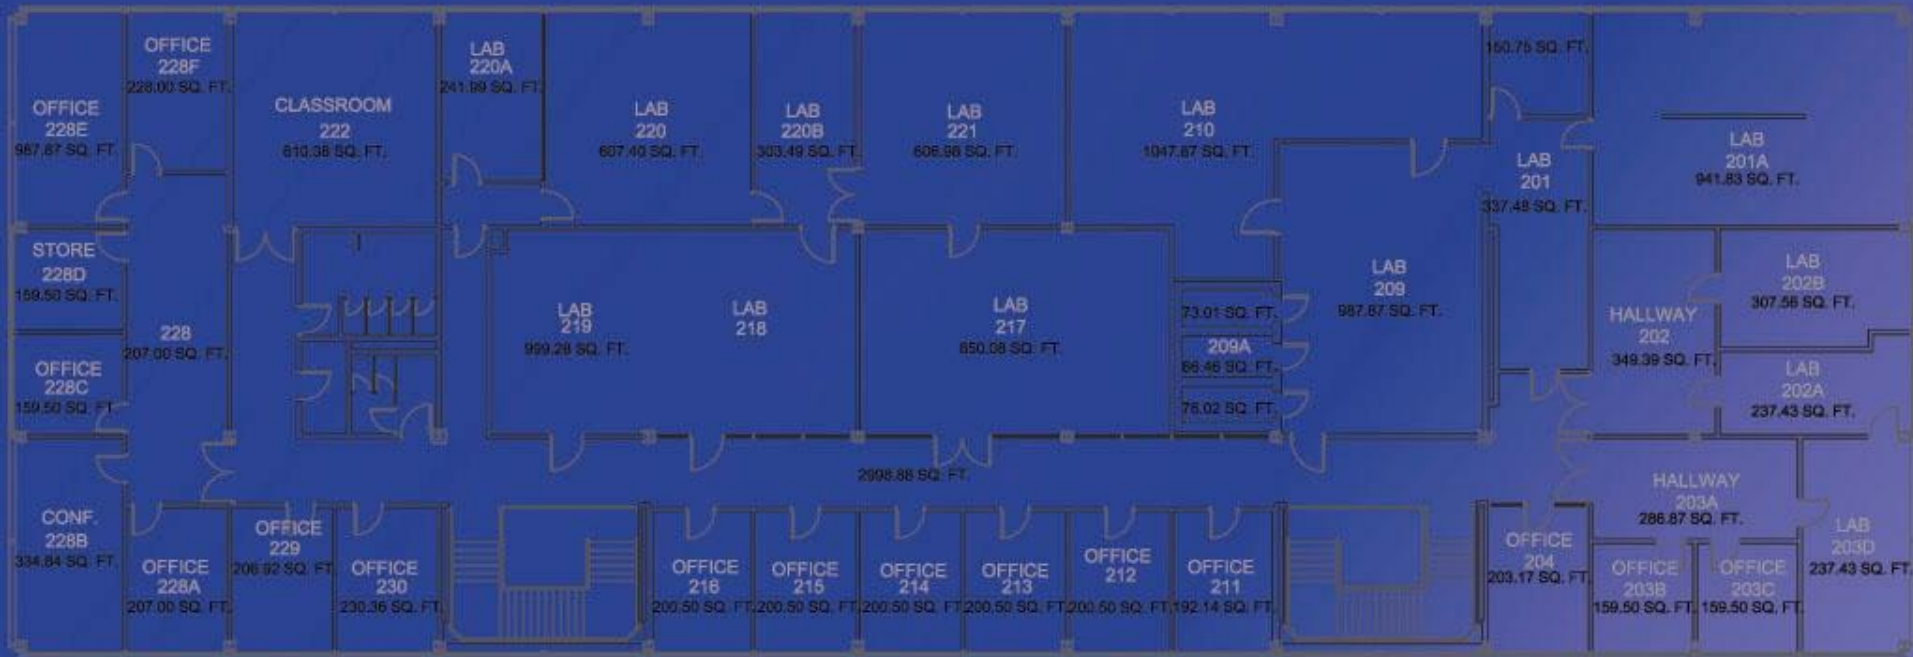 OFFICE
228E
987.87 SQ. FT.
OFFICE
228F
228.00 SQ. FT.
CLASSROOM
222
610.38 SQ. FT.
LAB
220A
241.99 SQ. FT.
LAB
220
607.40 SQ. FT.
LAB
220B
303.49 SQ. FT.
LAB
221
606.98 SQ. FT.
LAB
210
1047.87 SQ. FT.
150.75 SQ. FT.
LAB
201
337.48 SQ. FT.
LAB
201A
941.83 SQ. FT.
STORE
228D
159.50 SQ. FT.
228
207.00 SQ. FT.
OFFICE
228C
159.50 SQ. FT.
LAB
219
999.28 SQ. FT.
LAB
218
LAB
217
850.08 SQ. FT.
73.01 SQ. FT.
209A
66.46 SQ. FT.
76.02 SQ. FT.
LAB
209
987.87 SQ. FT.
HALLWAY
202
349.39 SQ. FT.
LAB
202B
307.56 SQ. FT.
LAB
202A
237.43 SQ. FT.
2998.88 SQ. FT.
CONF.
228B
334.84 SQ. FT.
OFFICE
228A
207.00 SQ. FT.
OFFICE
229
206.92 SQ. FT.
OFFICE
230
230.36 SQ. FT.
OFFICE
216
200.50 SQ. FT.
OFFICE
215
200.50 SQ. FT.
OFFICE
214
200.50 SQ. FT.
OFFICE
213
200.50 SQ. FT.
OFFICE
212
200.50 SQ. FT.
OFFICE
211
192.14 SQ. FT.
OFFICE
204
203.17 SQ. FT.
HALLWAY
203A
286.87 SQ. FT.
OFFICE
203B
159.50 SQ. FT.
OFFICE
203C
159.50 SQ. FT.
LAB
203D
237.43 SQ. FT.